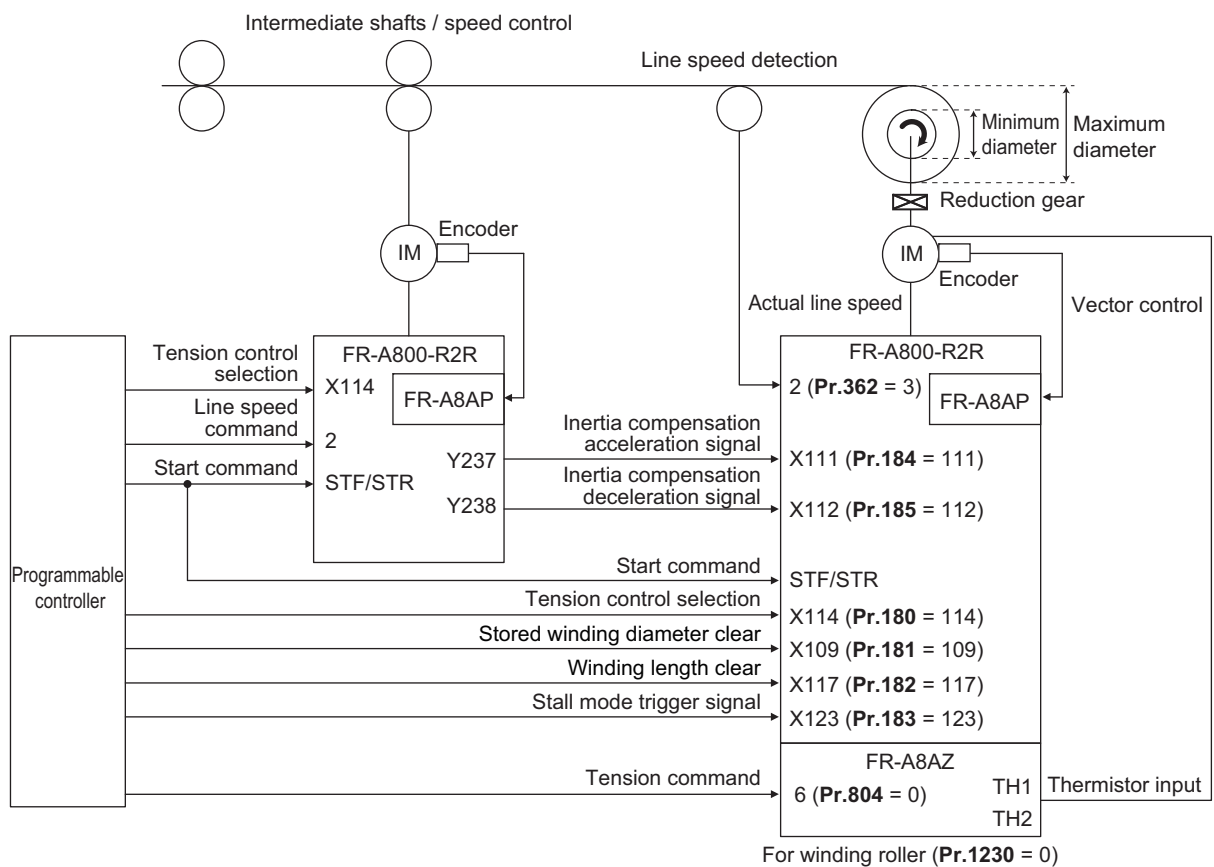 Intermediate shafts / speed control
Line speed detection
Minimum
diameter
Maximum
diameter
Reduction gear
Encoder
IM
IM
Encoder
Actual line speed
Vector control
FR-A800-R2R
X114
FR-A8AP
2
Y237
STF/STR
Y238
Tension control
selection
Line speed
command
Start command
Programmable
controller
Inertia compensation
acceleration signal
Inertia compensation
deceleration signal
Start command
Tension control selection
Stored winding diameter clear
Winding length clear
Stall mode trigger signal
Tension command
FR-A800-R2R
2 (Pr.362 = 3)
FR-A8AP
X111 (Pr.184 = 111)
X112 (Pr.185 = 112)
STF/STR
X114 (Pr.180 = 114)
X109 (Pr.181 = 109)
X117 (Pr.182 = 117)
X123 (Pr.183 = 123)
FR-A8AZ
6 (Pr.804 = 0)
TH1
TH2
Thermistor input
For winding roller (Pr.1230 = 0)